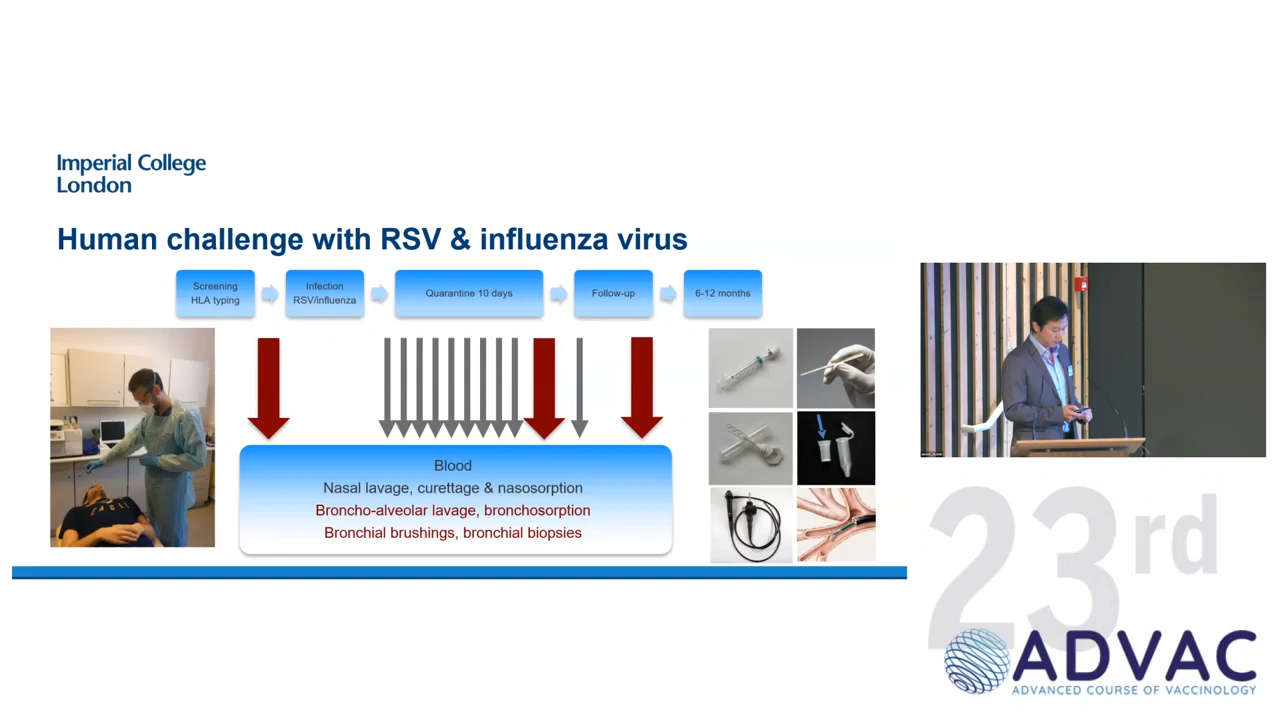 Imperial College
London
Human challenge with RSV & influenza virus
Screening
HLA typing
Infection
RSV/influenza
Quarantine 10 days
Follow-up
6-12 months
EAGLE
Blood
Nasal lavage, curettage & nasosorption
Broncho-alveolar lavage, bronchosorption
Bronchial brushings, bronchial biopsies
23rd
ADVAC
ADVANCED COURSE OF VACCINOLOGY